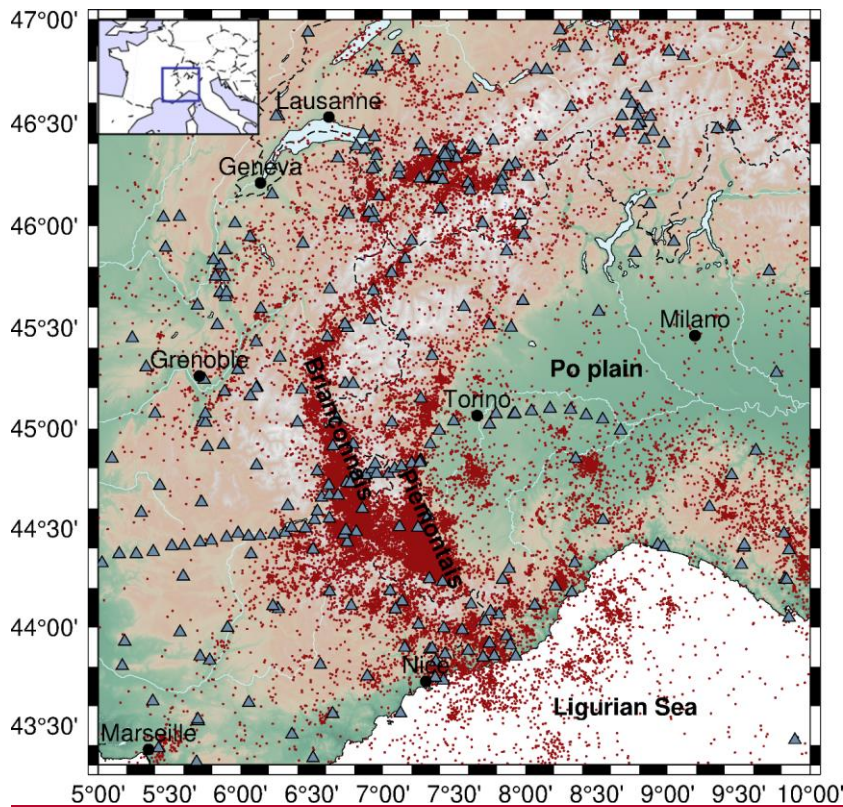 47°00'
46°30'
46°00'
45°30'
45°00'
44°30'
44°00'
43°30'
Lausanne
Geneva
Milano
Grenoble
Briançonnais
Po plain
Torino
Piemontais
Nice
Ligurian Sea
Marseille
5°00' 5°30' 6°00' 6°30' 7°00' 7°30' 8°00' 8°30' 9°00' 9°30' 10°00'